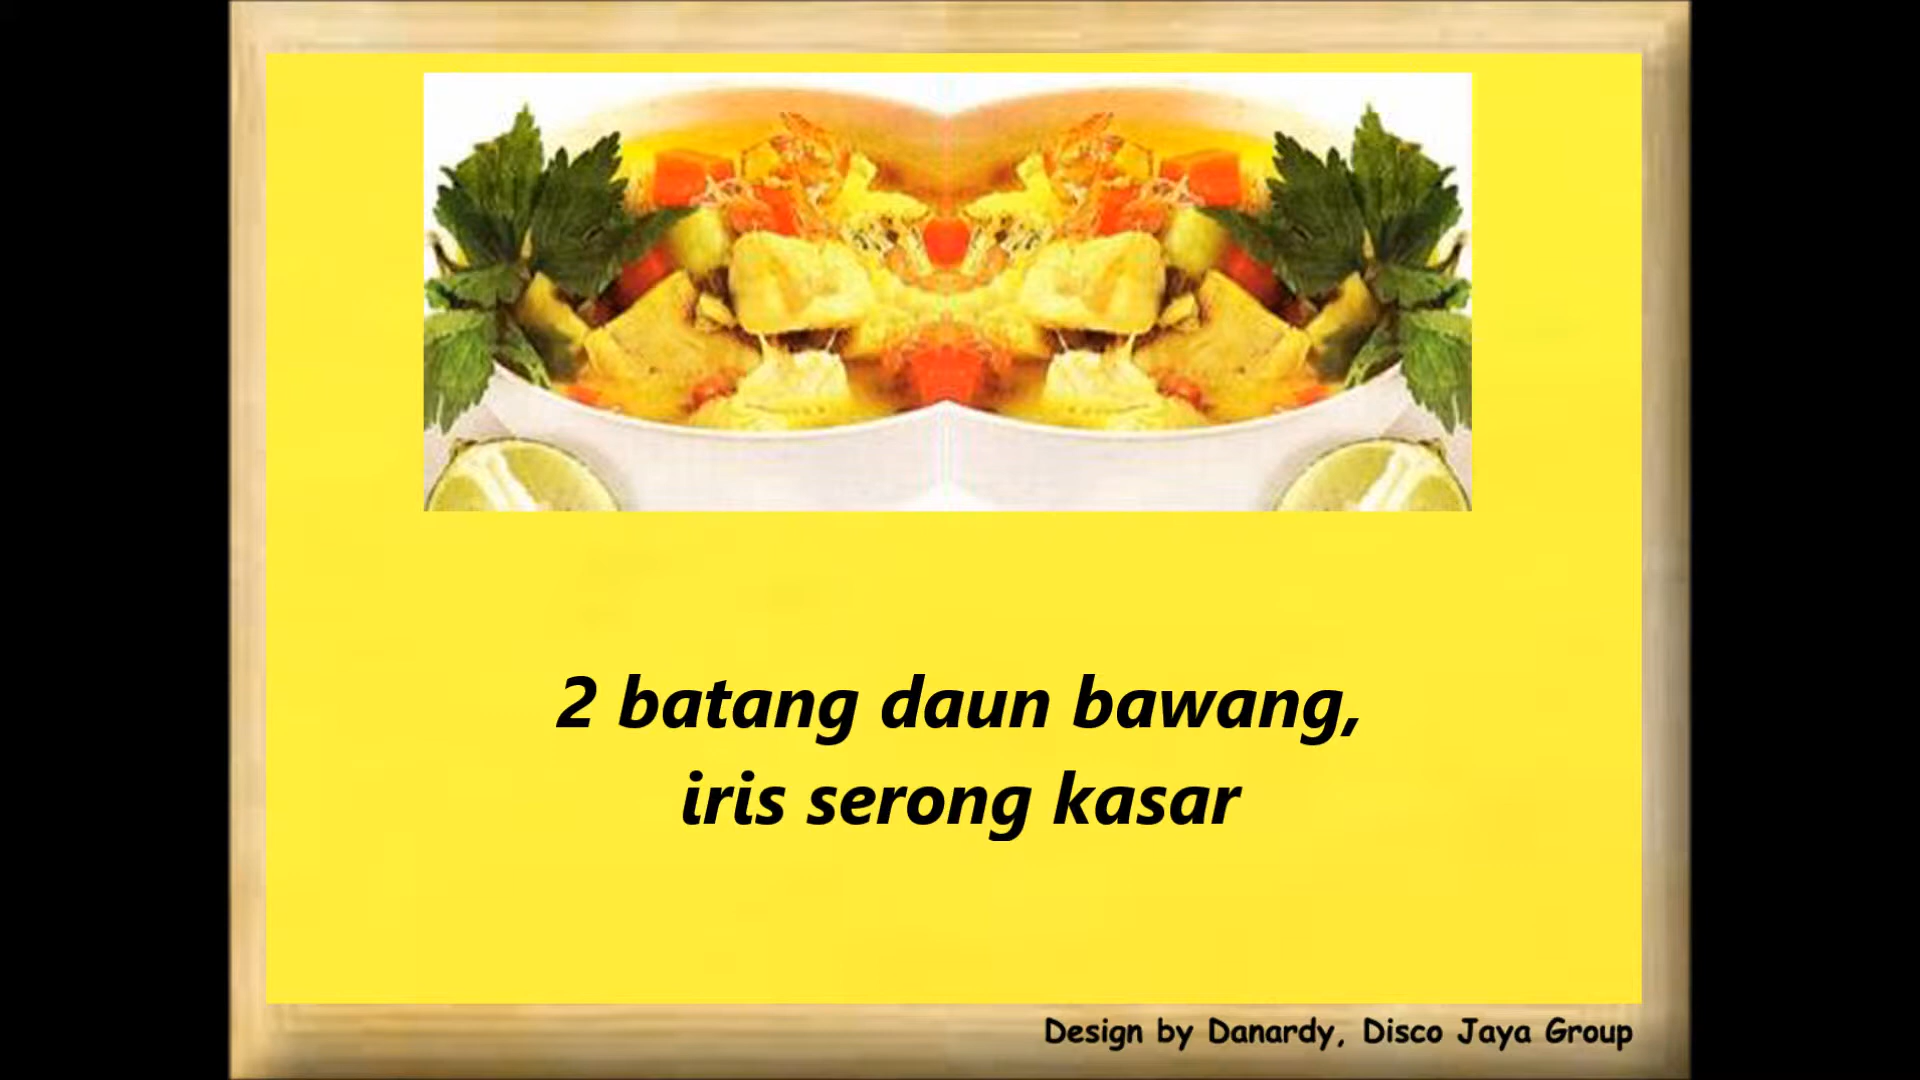 2 batang daun bawang,
iris serong kasar
Design by Danardy, Disco Jaya Group